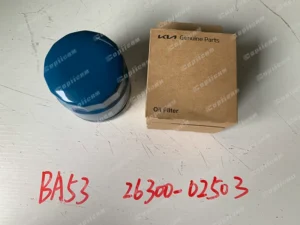 KIA Genuine Parts
Oil Filter
BA53 26300-02503